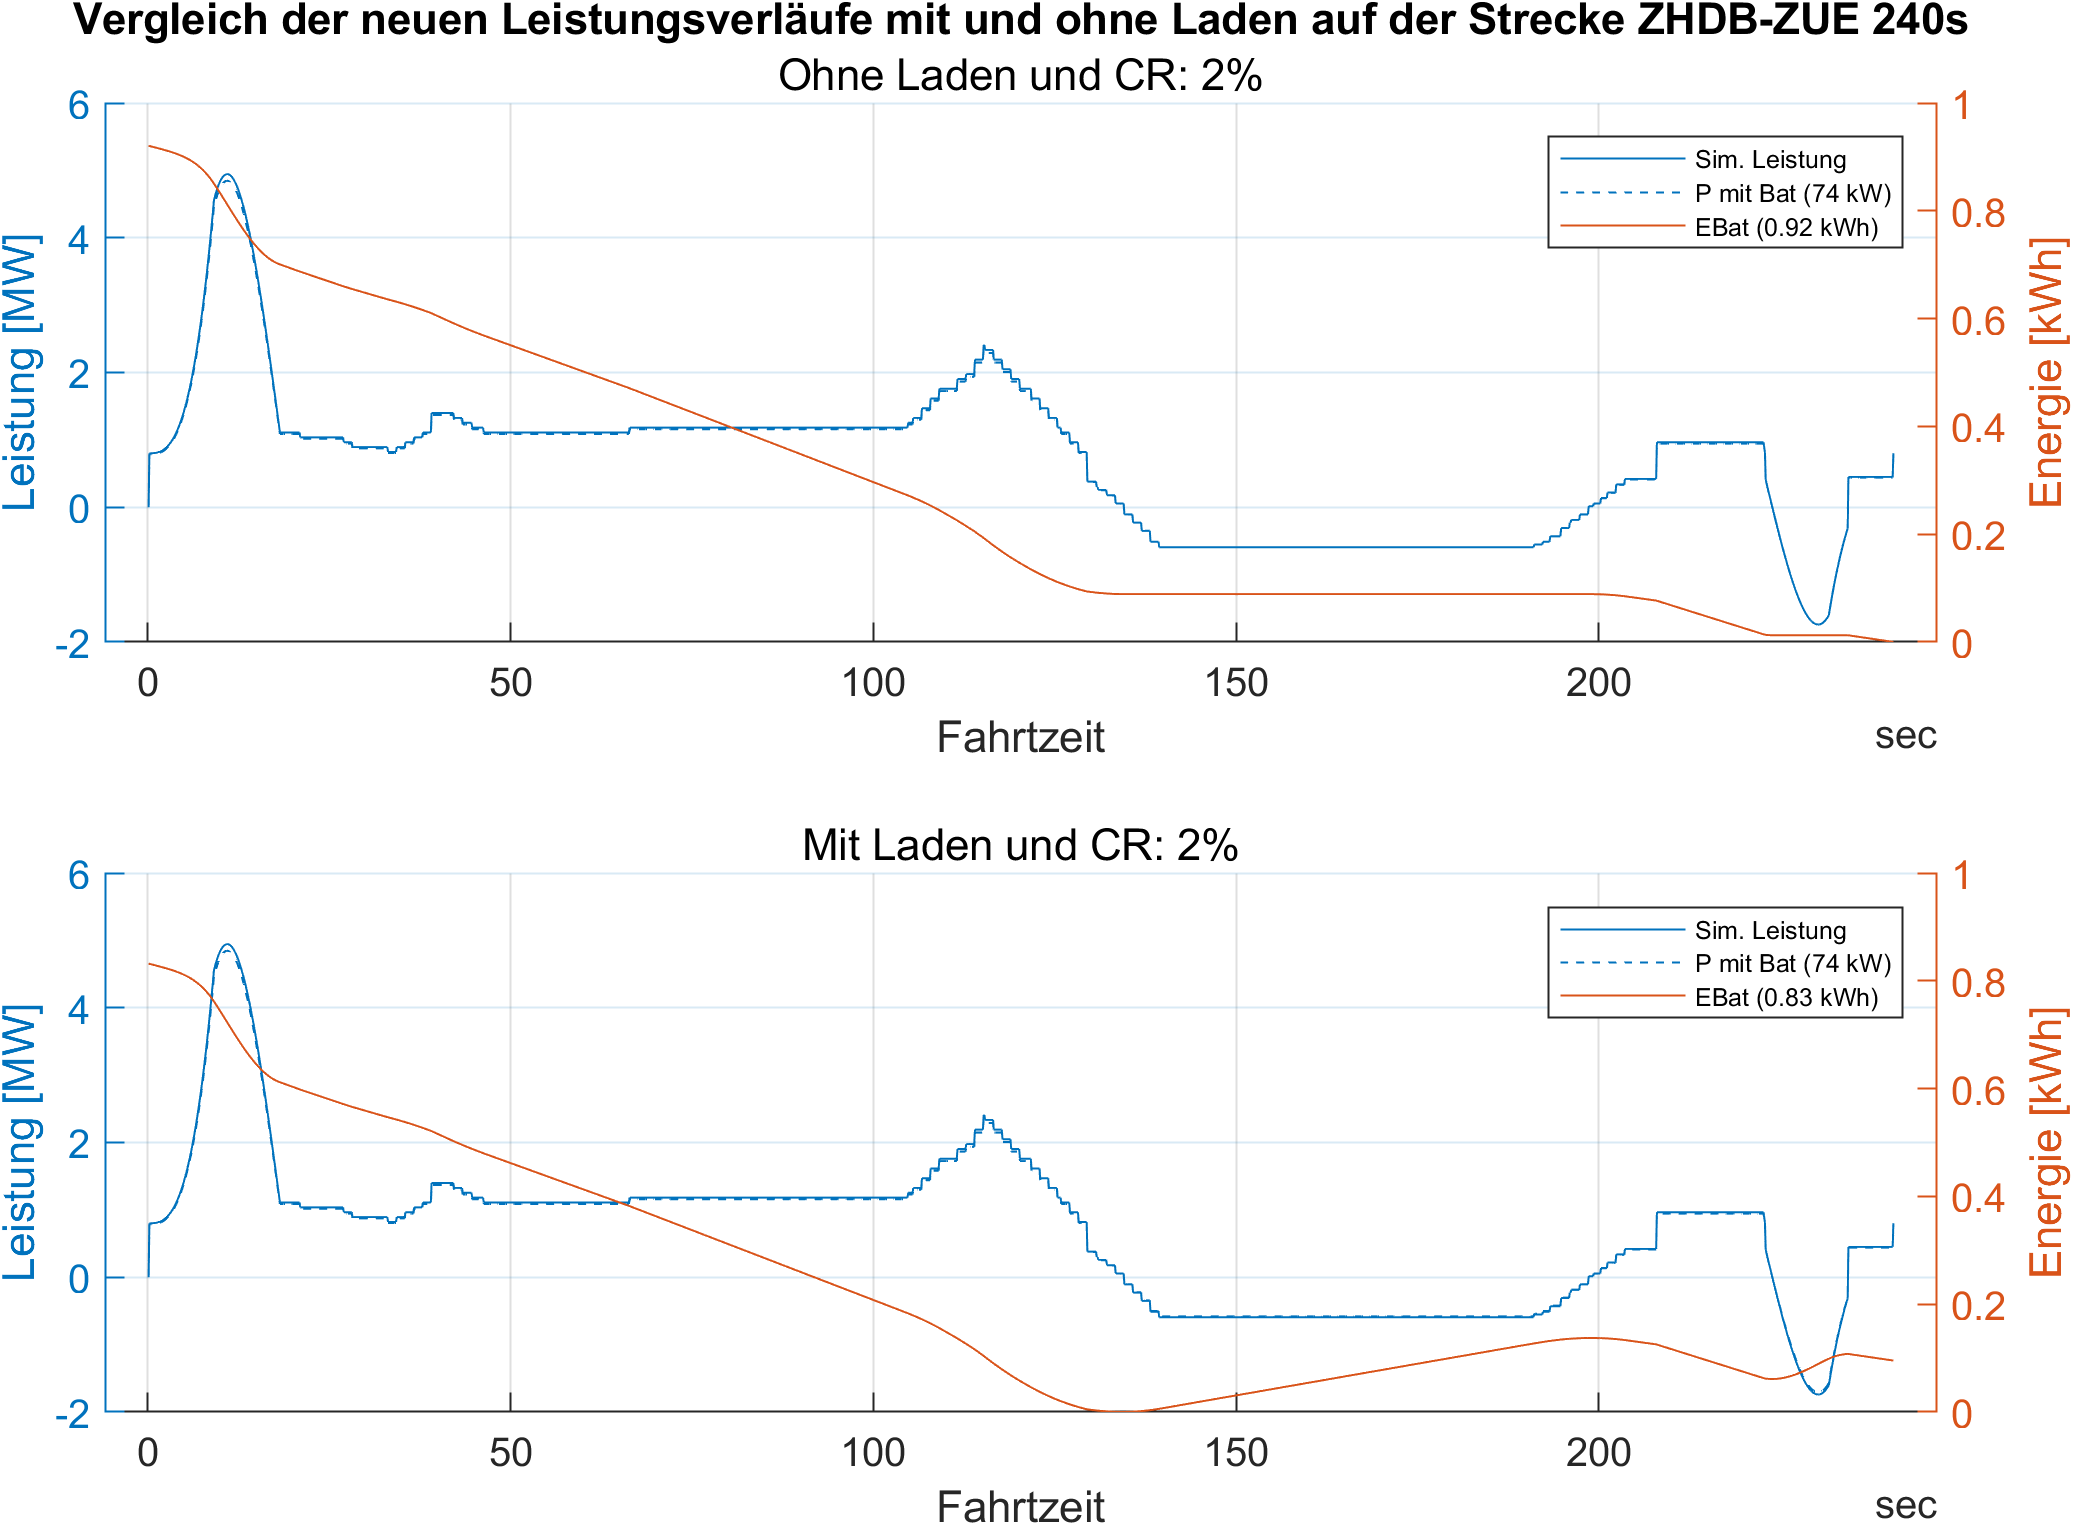 Vergleich der neuen Leistungsverläufe mit und ohne Laden auf der Strecke ZHDB-ZUE 240s
Ohne Laden und CR: 2%
6
4
2
0
-2
Leistung [MW]
1
0.8
0.6
0.4
0.2
0
Energie [kWh]
Sim. Leistung
P mit Bat (74 kW)
EBat (0.92 kWh)
0 50 100 150 200
Fahrtzeit sec
Mit Laden und CR: 2%
6
4
2
0
-2
Leistung [MW]
1
0.8
0.6
0.4
0.2
0
Energie [kWh]
Sim. Leistung
P mit Bat (74 kW)
EBat (0.83 kWh)
0 50 100 150 200
Fahrtzeit sec